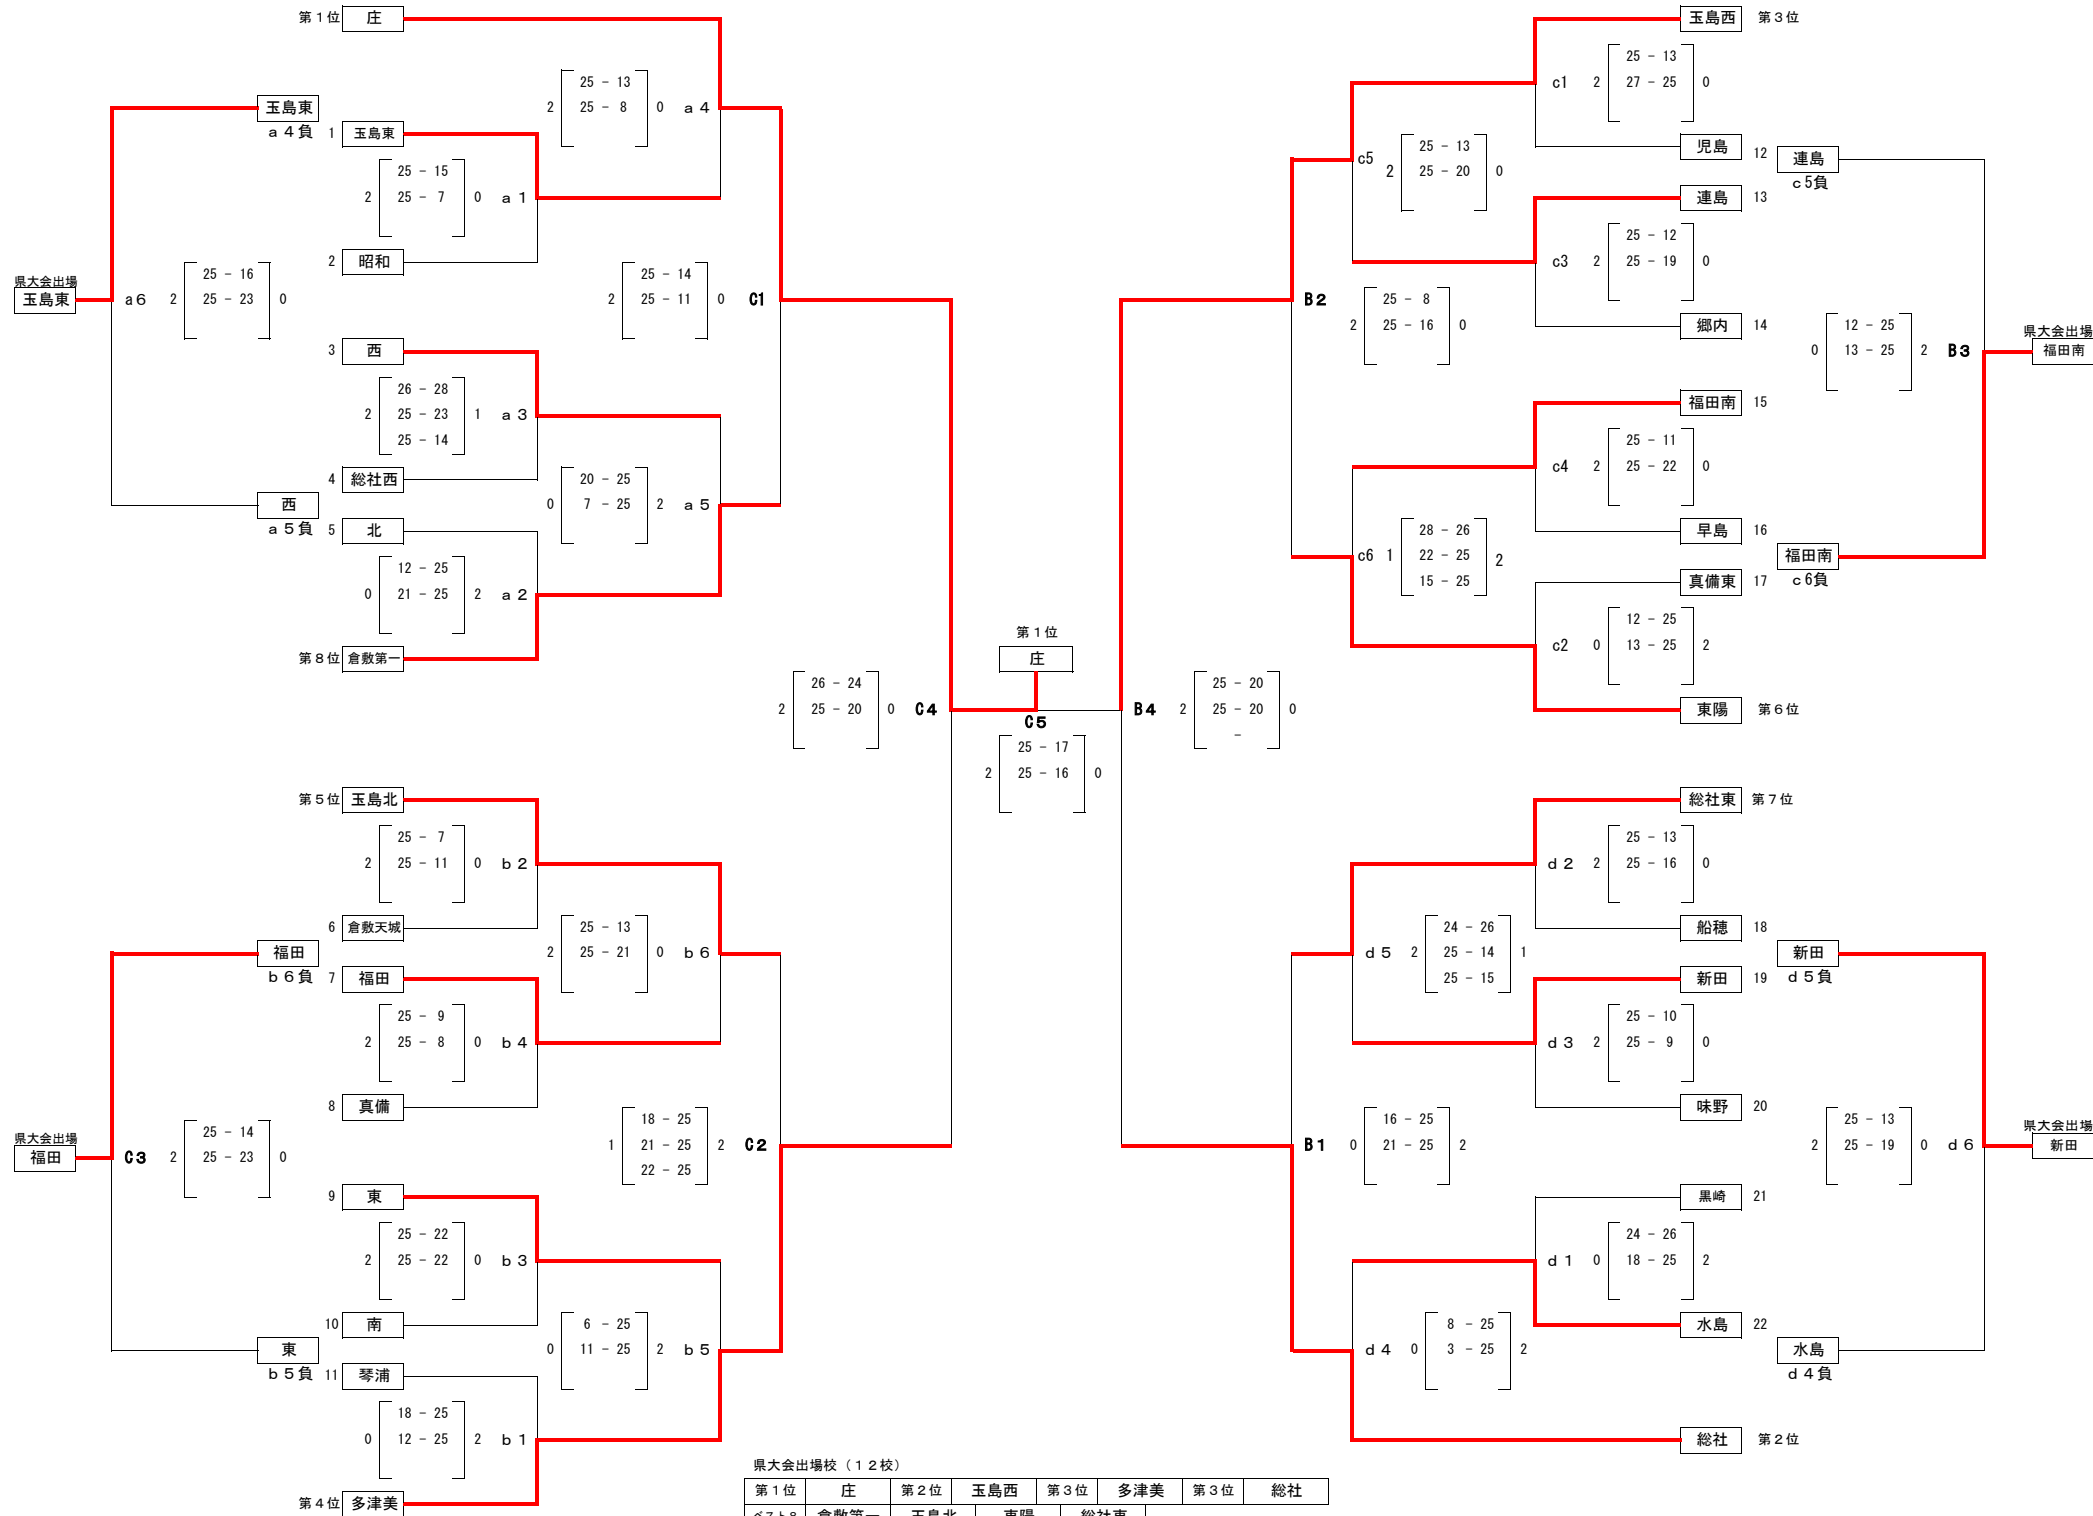 第１位 庄
2 25 － 13 0 a４
25 － 8
玉島東
a４負
1 玉島東
2 25 － 15 0 a１
25 － 7
2 昭和
県大会出場
玉島東 a６ 2 25 － 16 0
25 － 23
2 25 － 14 0 C1
25 － 11
3 西
2 26 － 28 1 a３
25 － 23
25 － 14
4 総社西
0 20 － 25 2 a５
7 － 25
西
a５負
5 北
0 12 － 25 2 a２
21 － 25
第８位 倉敷第一
2 26 － 24 0 C4
25 － 20
第５位 玉島北
2 25 － 7 0 b２
25 － 11
6 倉敷天城
2 25 － 13 0 b６
25 － 21
福田
b６負
7 福田
2 25 － 9 0 b４
25 － 8
8 真備
県大会出場
福田 C3 2 25 － 14 0
25 － 23
1 18 － 25 2 C2
21 － 25
22 － 25
9 東
2 25 － 22 0 b３
25 － 22
10 南
0 6 － 25 2 b５
11 － 25
東
b５負
11 琴浦
0 18 － 25 2 b１
12 － 25
第４位 多津美
第１位
庄
C5
2 25 － 17 0
25 － 16
玉島西 第３位
c1 2 25 － 13 0
27 － 25
児島 12
連島
c5負
c5 2 25 － 13 0
25 － 20
連島 13
c3 2 25 － 12 0
25 － 19
郷内 14
B2 2 25 － 8 0
25 － 16
0 12 － 25 2 B3
13 － 25
県大会出場
福田南
福田南 15
c4 2 25 － 11 0
25 － 22
早島 16
c6 1 28 － 26 2
22 － 25
15 － 25
福田南
c6負
真備東 17
c2 0 12 － 25 2
13 － 25
東陽 第６位
B4 2 25 － 20 0
25 － 20
－
総社東 第７位
d２ 2 25 － 13 0
25 － 16
船穂 18
d５ 2 24 － 26 1
25 － 14
25 － 15
新田
d５負
新田 19
d３ 2 25 － 10 0
25 － 9
味野 20
B1 0 16 － 25 2
21 － 25
2 25 － 13 0 d６
25 － 19
県大会出場
新田
黒崎 21
d１ 0 24 － 26 2
18 － 25
水島 22
d４ 0 8 － 25 2
3 － 25
水島
d４負
総社 第２位
県大会出場校（１２校）
第１位 庄 第２位 玉島西 第３位 多津美 第３位 総社
ベスト８ 倉敷第一 玉島北 東陽 総社東